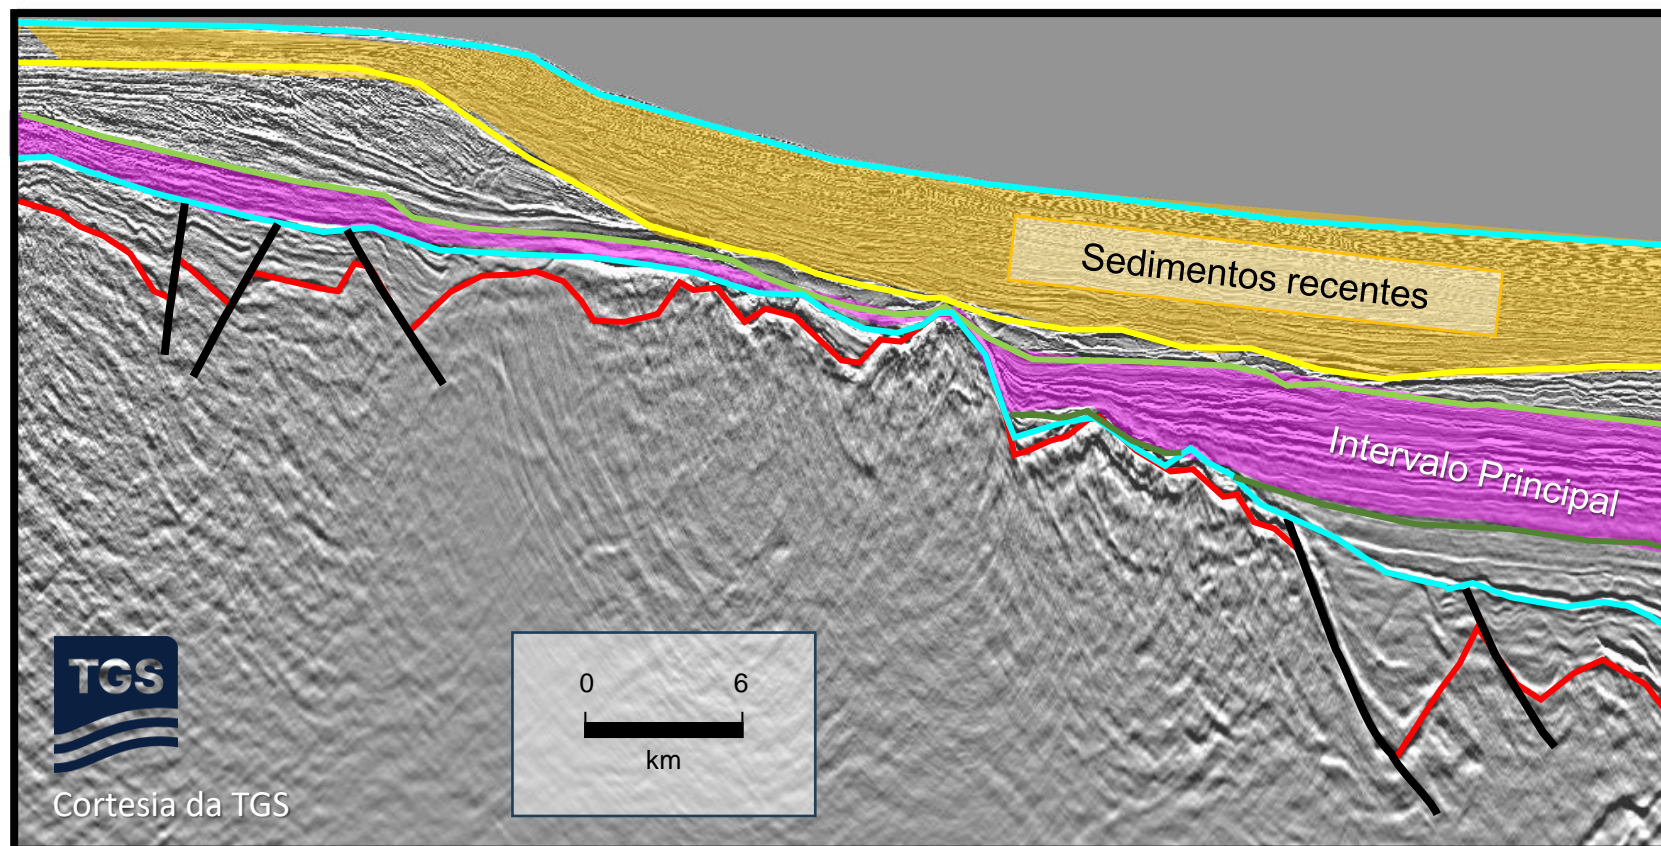 Sedimentos recentes
Intervalo Principal
TGS
0 6
km
Cortesia da TGS